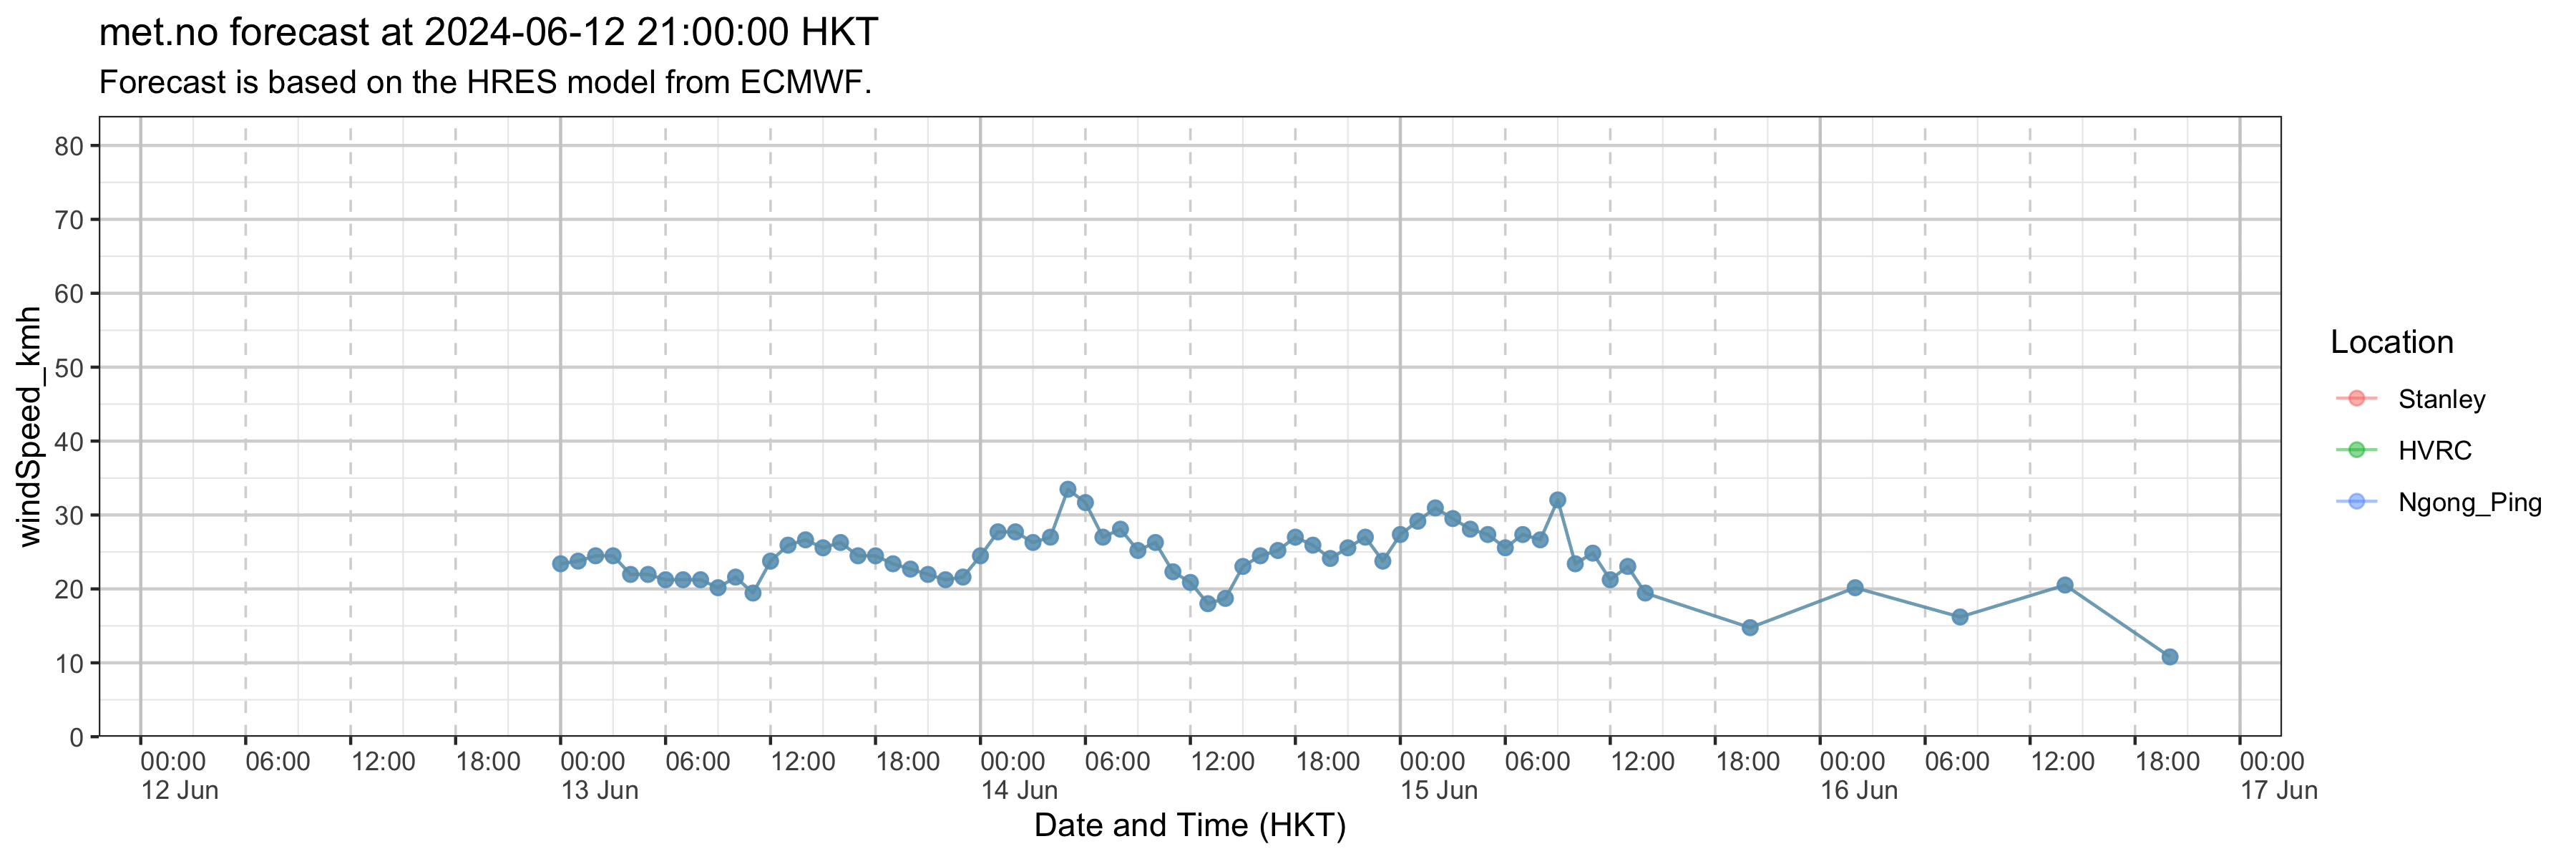 met.no forecast at 2024-06-12 21:00:00 HKT
Forecast is based on the HRES model from ECMWF.
windSpeed_kmh
80
70
60
50
40
30
20
10
0
00:00 06:00 12:00 18:00 00:00 06:00 12:00 18:00 00:00 06:00 12:00 18:00 00:00 06:00 12:00 18:00 00:00 06:00 12:00 18:00 00:00
12 Jun 13 Jun 14 Jun 15 Jun 16 Jun 17 Jun
Date and Time (HKT)
Location
Stanley
HVRC
Ngong_Ping